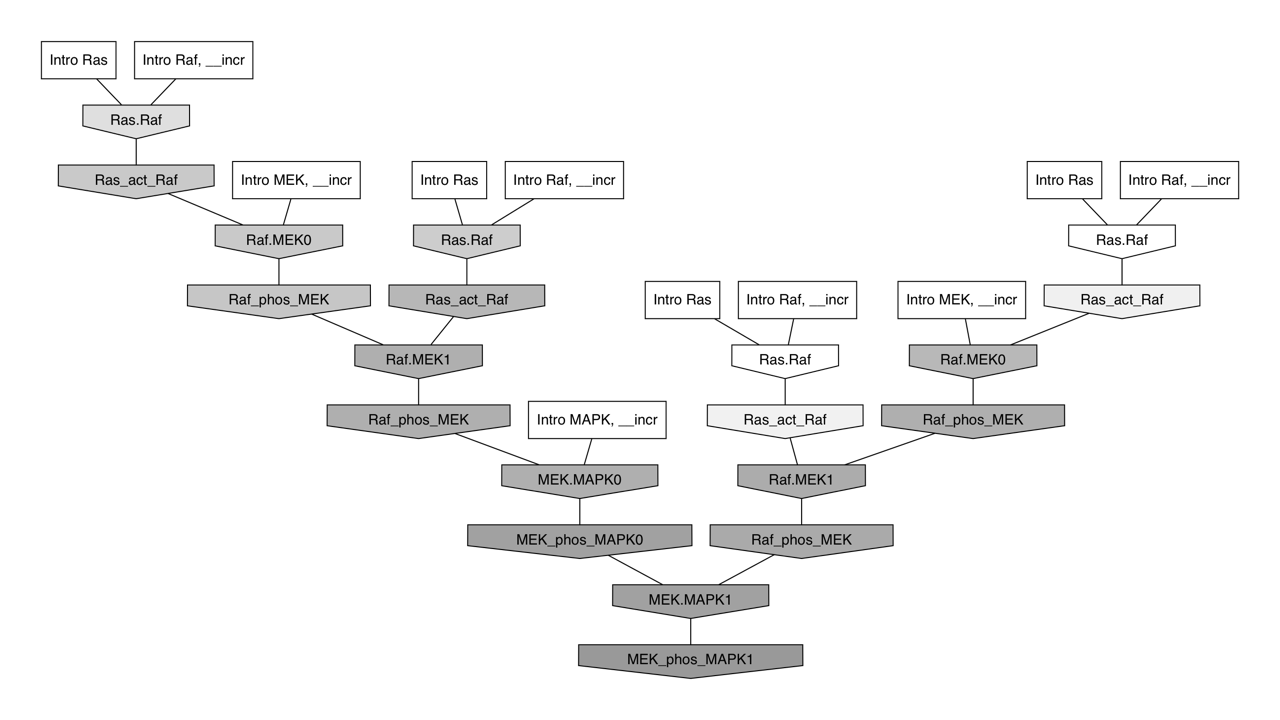 Intro Ras
Intro Raf, __incr
Ras.Raf
Ras_act_Raf
Intro MEK, __incr
Intro Ras
Intro Raf, __incr
Intro Ras
Intro Raf, __incr
Raf.MEK0
Ras.Raf
Ras.Raf
Raf_phos_MEK
Ras_act_Raf
Intro Ras
Intro Raf, __incr
Intro MEK, __incr
Ras_act_Raf
Raf.MEK1
Ras.Raf
Raf.MEK0
Raf_phos_MEK
Intro MAPK, __incr
Ras_act_Raf
Raf_phos_MEK
MEK.MAPK0
Raf.MEK1
MEK_phos_MAPK0
Raf_phos_MEK
MEK.MAPK1
MEK_phos_MAPK1